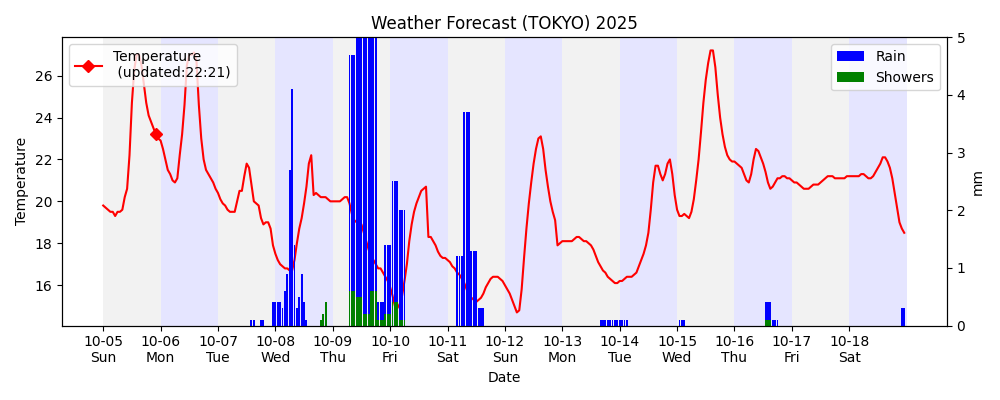 Weather Forecast (TOKYO) 2025
Temperature
(updated:22:21)
Rain
Showers
Temperature
26
24
22
20
18
16
5
4
3
2
1
0
mm
10-05 10-06 10-07 10-08 10-09 10-10 10-11 10-12 10-13 10-14 10-15 10-16 10-17 10-18
Sun Mon Tue Wed Thu Fri Sat Sun Mon Tue Wed Thu Fri Sat
Date